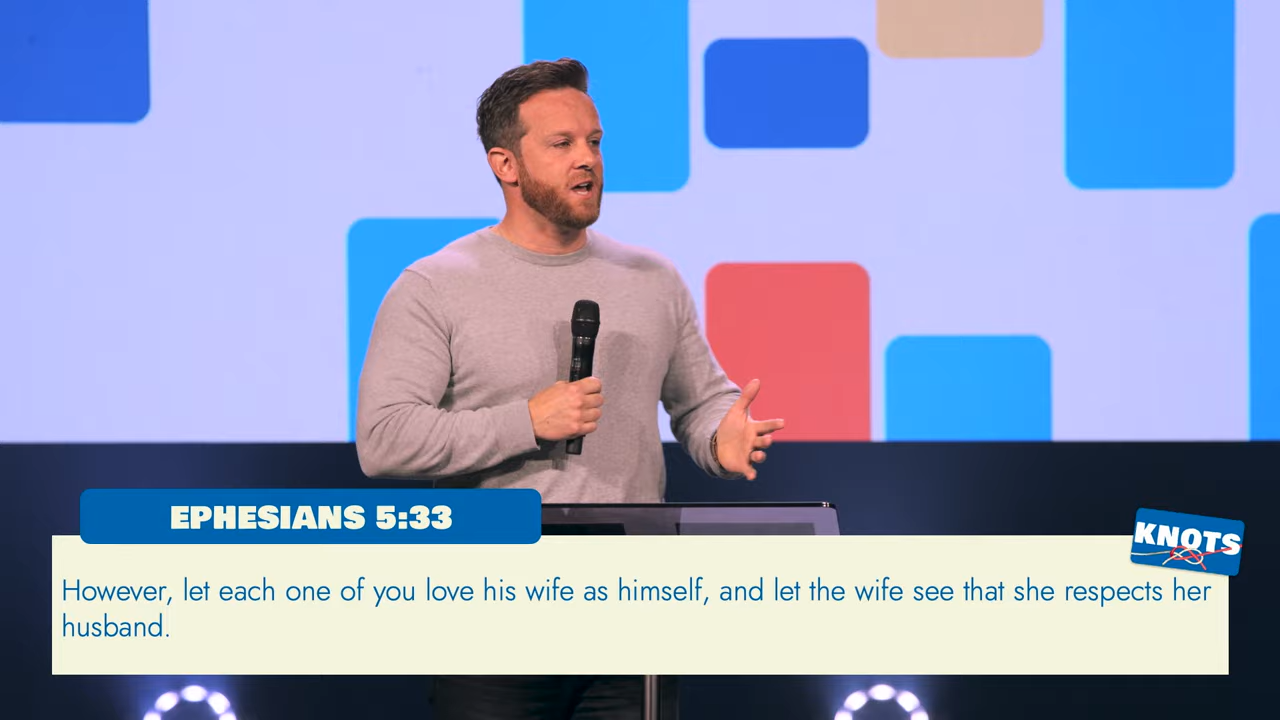 EPHESIANS 5:33
KNOTS
However, let each one of you love his wife as himself, and let the wife see that she respects her
husband.